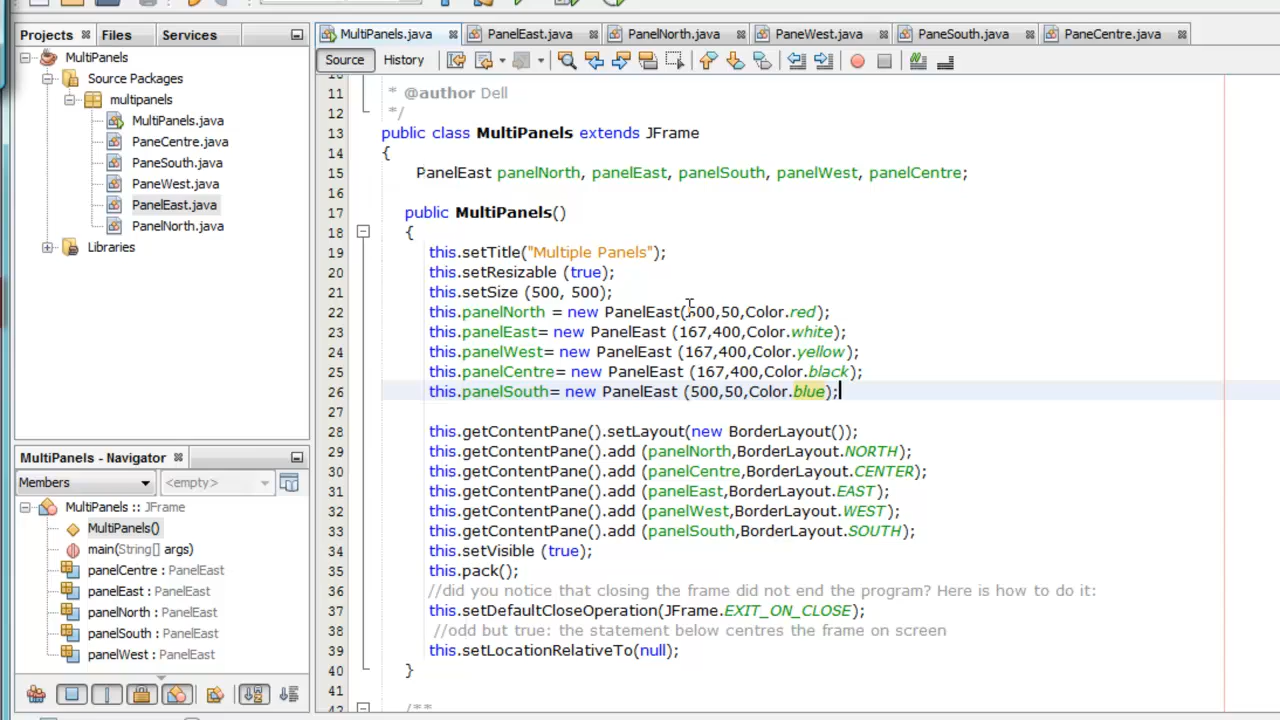 Projects
Files
Services
MultiPanels.java
PanelEast.java
PanelNorth.java
PaneWest.java
PaneSouth.java
PaneCentre.java
Source
History
MultiPanels
Source Packages
multipanels
MultiPanels.java
PaneCentre.java
PaneSouth.java
PaneWest.java
PanelEast.java
PanelNorth.java
Libraries
MultiPanels - Navigator
Members
<empty>
MultiPanels :: JFrame
MultiPanels()
main(String[] args)
panelCentre : PanelEast
panelEast : PanelEast
panelNorth : PanelEast
panelSouth : PanelEast
panelWest : PanelEast
10
11 * @author Dell
12 */
13 public class MultiPanels extends JFrame
14 {
15 PanelEast panelNorth, panelEast, panelSouth, panelWest, panelCentre;
16
17 public MultiPanels()
18 {
19 this.setTitle("Multiple Panels");
20 this.setResizable (true);
21 this.setSize (500, 500);
22 this.panelNorth = new PanelEast(500,50,Color.red);
23 this.panelEast= new PanelEast (167,400,Color.white);
24 this.panelWest= new PanelEast (167,400,Color.yellow);
25 this.panelCentre= new PanelEast (167,400,Color.black);
26 this.panelSouth= new PanelEast (500,50,Color.blue);
27
28 this.getContentPane().setLayout(new BorderLayout());
29 this.getContentPane().add (panelNorth,BorderLayout.NORTH);
30 this.getContentPane().add (panelCentre,BorderLayout.CENTER);
31 this.getContentPane().add (panelEast,BorderLayout.EAST);
32 this.getContentPane().add (panelWest,BorderLayout.WEST);
33 this.getContentPane().add (panelSouth,BorderLayout.SOUTH);
34 this.setVisible (true);
35 this.pack();
36 //did you notice that closing the frame did not end the program? Here is how to do it:
37 this.setDefaultCloseOperation(JFrame.EXIT_ON_CLOSE);
38 //odd but true: the statement below centres the frame on screen
39 this.setLocationRelativeTo(null);
40 }
41
42 /**